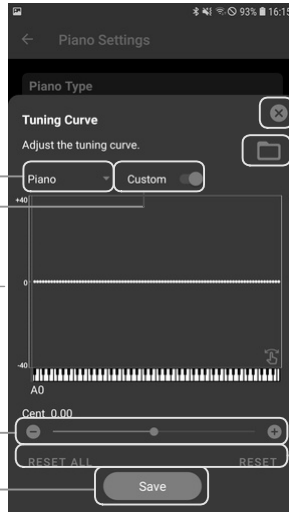 93% 16:15
Piano Settings
Piano Type
Tuning Curve
Adjust the tuning curve.
Piano Custom
+40
0
-40
A0
Cent 0.00
RESET ALL RESET
Save